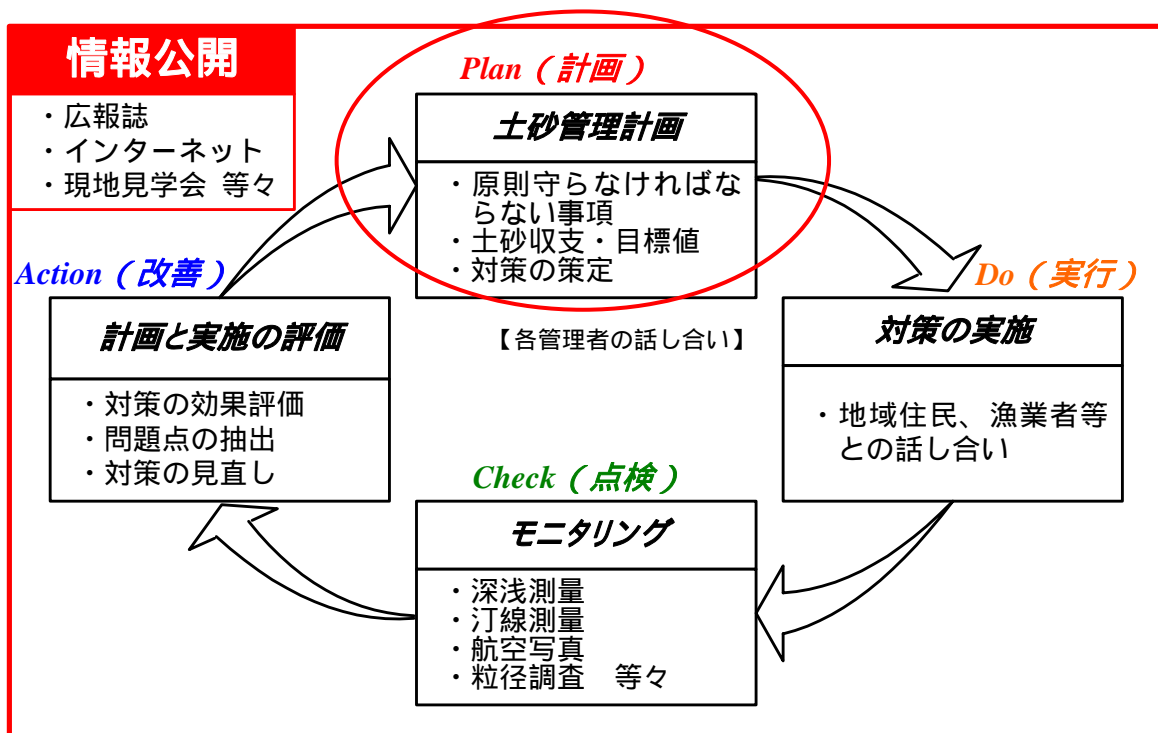 情報公開
・広報誌
・インターネット
・現地見学会 等々
Plan（計画）
土砂管理計画
・原則守らなければな
らない事項
・土砂収支・目標値
・対策の策定
【各管理者の話し合い】
Do（実行）
対策の実施
・地域住民、漁業者等
との話し合い
Check（点検）
モニタリング
・深浅測量
・汀線測量
・航空写真
・粒径調査　等々
Action（改善）
計画と実施の評価
・対策の効果評価
・問題点の抽出
・対策の見直し